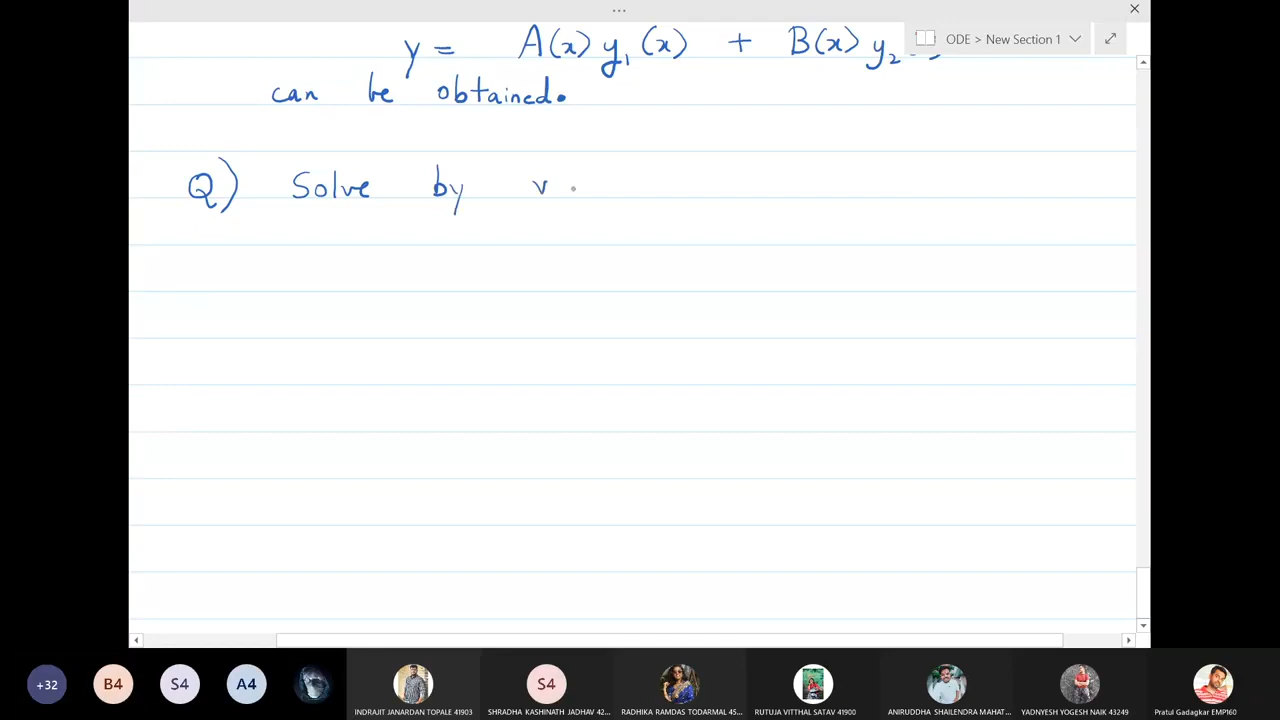 ...
ODE > New Section 1
y = A(x) y₁(x) + B(x) y₂
can be obtained.
Q) Solve by v
+32 B4 S4 A4 S4
INDRAJIT JANARDAN TOPALE 41903 SHRADHA KASHINATH JADHAV 42... RADHIKA RAMDAS TODARMAL 45... RUTUJA VITTHAL SATAV 41900 ANIRUDDHA SHAILENDRA MAHAT... YADNYESH YOGESH NAIK 43249 Pratul Gadagkar EMP160